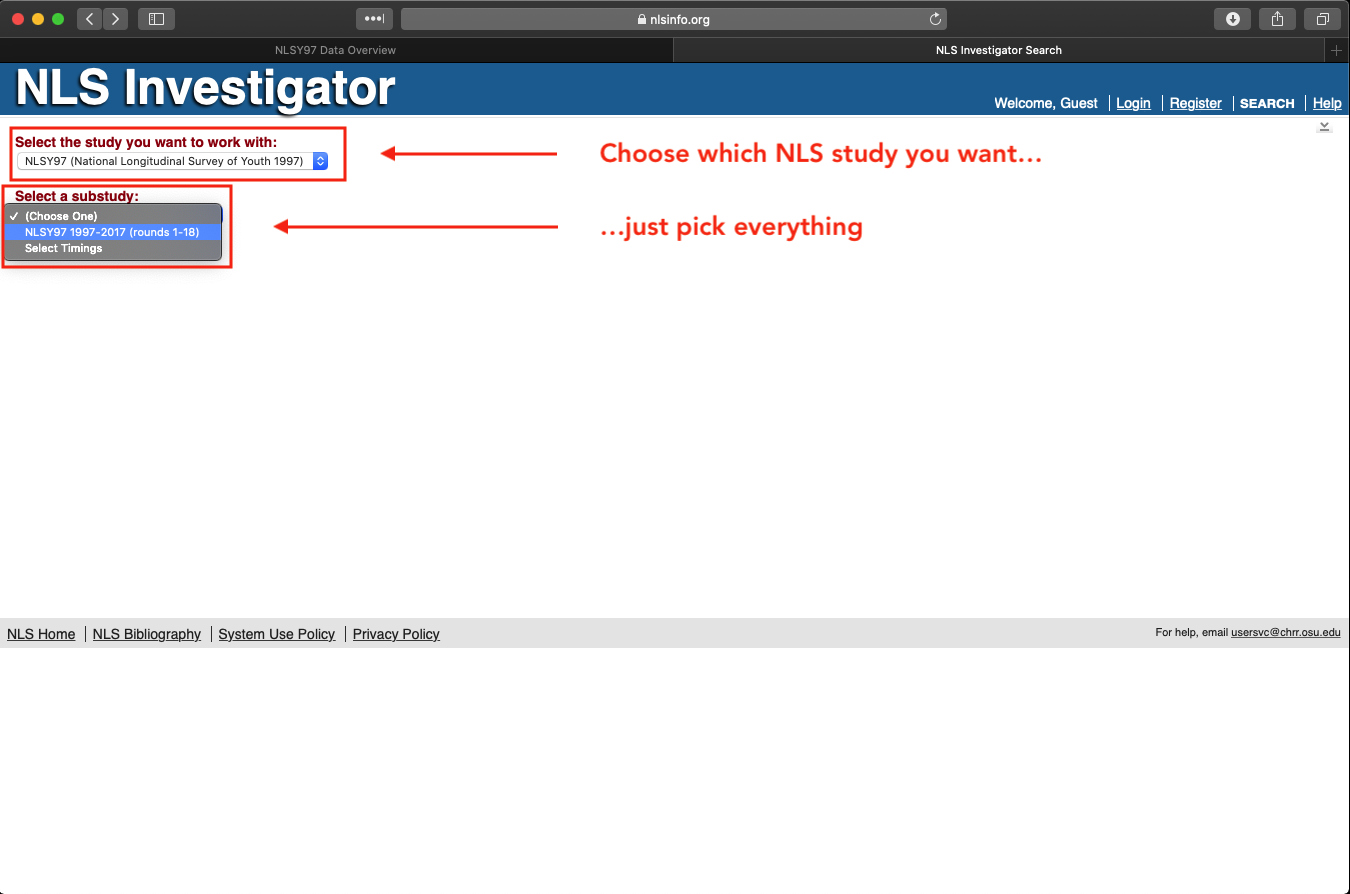 nlsinfo.org
NLSY97 Data Overview
NLS Investigator Search
NLS Investigator
Welcome, Guest
Login
Register
SEARCH
Help
Select the study you want to work with:
NLSY97 (National Longitudinal Survey of Youth 1997)
Choose which NLS study you want...
Select a substudy:
✓ (Choose One)
NLSY97 1997-2017 (rounds 1-18)
Select Timings
...just pick everything
NLS Home
NLS Bibliography
System Use Policy
Privacy Policy
For help, email usersvc@chrr.osu.edu